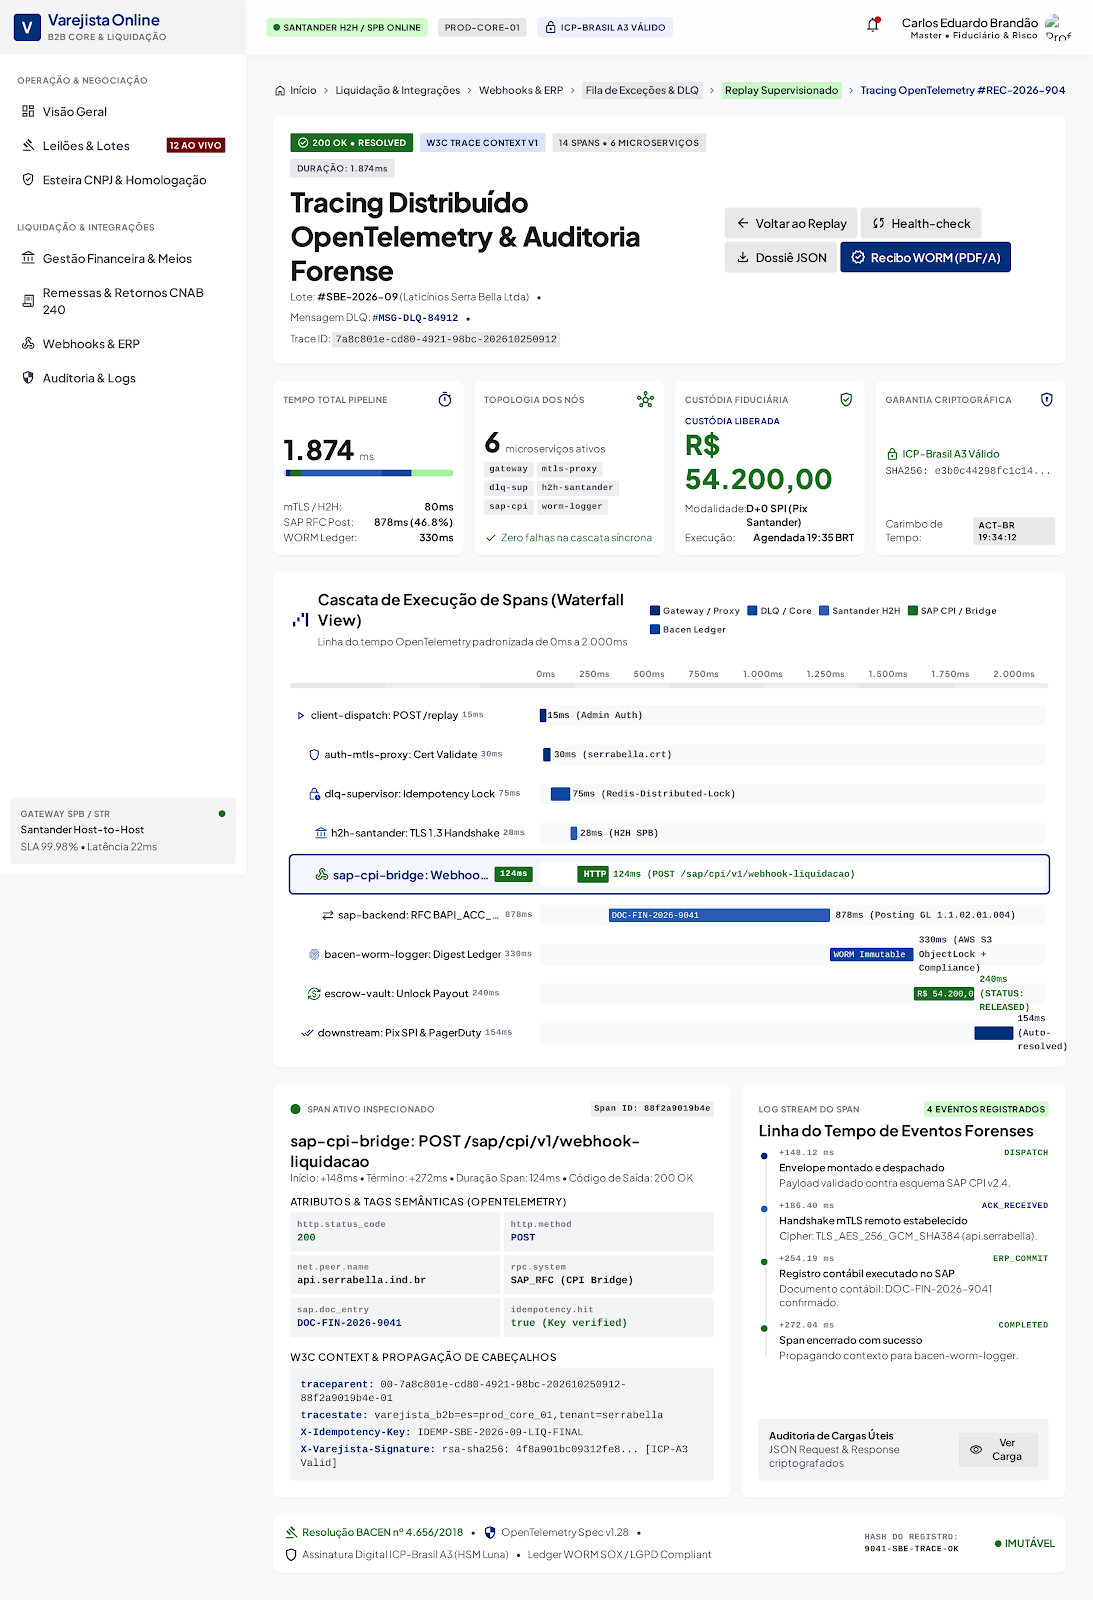 V
Varejista Online
B2B CORE & LIQUIDAÇÃO
SANTANDER H2H / SPB ONLINE
PROD-CORE-01
ICP-BRASIL A3 VÁLIDO
Carlos Eduardo Brandão
Master • Fiduciário & Risco
OPERAÇÃO & NEGOCIAÇÃO
Visão Geral
Leilões & Lotes
12 AO VIVO
Esteira CNPJ & Homologação
LIQUIDAÇÃO & INTEGRAÇÕES
Gestão Financeira & Meios
Remessas & Retornos CNAB
240
Webhooks & ERP
Auditoria & Logs
GATEWAY SPB / STR
Santander Host-to-Host
SLA 99.98% • Latência 22ms
Início > Liquidação & Integrações > Webhooks & ERP > Fila de Exceções & DLQ > Replay Supervisionado > Tracing OpenTelemetry #REC-2026-904
200 OK • RESOLVED
W3C TRACE CONTEXT V1
14 SPANS • 6 MICROSERVIÇOS
DURAÇÃO: 1.874ms
Tracing Distribuído
OpenTelemetry & Auditoria
Forense
Lote: #SBE-2026-09 (Laticínios Serra Bella Ltda) •
Mensagem DLQ: #MSG-DLQ-84912 •
Trace ID: 7a8c801e-cd80-4921-98bc-202610250912
Voltar ao Replay
Health-check
Dossiê JSON
Recibo WORM (PDF/A)
TEMPO TOTAL PIPELINE
1.874 ms
mTLS / H2H: 80ms
SAP RFC Post: 878ms (46.8%)
WORM Ledger: 330ms
TOPOLOGIA DOS NÓS
6 microserviços ativos
gateway
mtls-proxy
dlq-sup
h2h-santander
sap-cpi
worm-logger
Zero falhas na cascata síncrona
CUSTÓDIA FIDUCIÁRIA
CUSTÓDIA LIBERADA
R$
54.200,00
Modalidade: D+0 SPI (Pix
Santander)
Execução: Agendada 19:35 BRT
GARANTIA CRIPTOGRÁFICA
ICP-Brasil A3 Válido
SHA256: e3b0c44298fc1c14...
Carimbo de
Tempo:
ACT-BR
19:34:12
Cascata de Execução de Spans (Waterfall
View)
Linha do tempo OpenTelemetry padronizada de 0ms a 2.000ms
Gateway / Proxy
DLQ / Core
Santander H2H
SAP CPI / Bridge
Bacen Ledger
0ms 250ms 500ms 750ms 1.000ms 1.250ms 1.500ms 1.750ms 2.000ms
client-dispatch: POST /replay 15ms
15ms (Admin Auth)
auth-mtls-proxy: Cert Validate 30ms
30ms (serrabella.crt)
dlq-supervisor: Idempotency Lock 75ms
75ms (Redis-Distributed-Lock)
h2h-santander: TLS 1.3 Handshake 28ms
28ms (H2H SPB)
sap-cpi-bridge: Webhoo... 124ms
HTTP 124ms (POST /sap/cpi/v1/webhook-liquidacao)
sap-backend: RFC BAPI_ACC_... 878ms
DOC-FIN-2026-9041 878ms (Posting GL 1.1.02.01.004)
bacen-worm-logger: Digest Ledger 330ms
WORM Immutable
330ms (AWS S3
ObjectLock +
Compliance)
escrow-vault: Unlock Payout 240ms
R$ 54.200,0
240ms
(STATUS:
RELEASED)
downstream: Pix SPI & PagerDuty 154ms
154ms
(Auto-
resolved)
SPAN ATIVO INSPECIONADO
Span ID: 88f2a9019b4e
sap-cpi-bridge: POST /sap/cpi/v1/webhook-
liquidacao
Início: +148ms • Término: +272ms • Duração Span: 124ms • Código de Saída: 200 OK
ATRIBUTOS & TAGS SEMÂNTICAS (OPENTELEMETRY)
http.status_code
200
http.method
POST
net.peer.name
api.serrabella.ind.br
rpc.system
SAP_RFC (CPI Bridge)
sap.doc_entry
DOC-FIN-2026-9041
idempotency.hit
true (Key verified)
W3C CONTEXT & PROPAGAÇÃO DE CABEÇALHOS
traceparent: 00-7a8c801e-cd80-4921-98bc-202610250912-
88f2a9019b4e-01
tracestate: varejista_b2b=es=prod_core_01,tenant=serrabella
X-Idempotency-Key: IDEMP-SBE-2026-09-LIQ-FINAL
X-Varejista-Signature: rsa-sha256: 4f8a901bc09312fe8... [ICP-A3
Valid]
LOG STREAM DO SPAN
4 EVENTOS REGISTRADOS
Linha do Tempo de Eventos Forenses
+148.12 ms DISPATCH
Envelope montado e despachado
Payload validado contra esquema SAP CPI v2.4.
+186.40 ms ACK_RECEIVED
Handshake mTLS remoto estabelecido
Cipher: TLS_AES_256_GCM_SHA384 (api.serrabella).
+254.19 ms ERP_COMMIT
Registro contábil executado no SAP
Documento contábil: DOC-FIN-2026-9041
confirmado.
+272.04 ms COMPLETED
Span encerrado com sucesso
Propagando contexto para bacen-worm-logger.
Auditoria de Cargas Úteis
JSON Request & Response
criptografados
Ver
Carga
Resolução BACEN nº 4.656/2018 • OpenTelemetry Spec v1.28 •
Assinatura Digital ICP-Brasil A3 (HSM Luna) • Ledger WORM SOX / LGPD Compliant
HASH DO REGISTRO:
9041-SBE-TRACE-OK
IMUTÁVEL